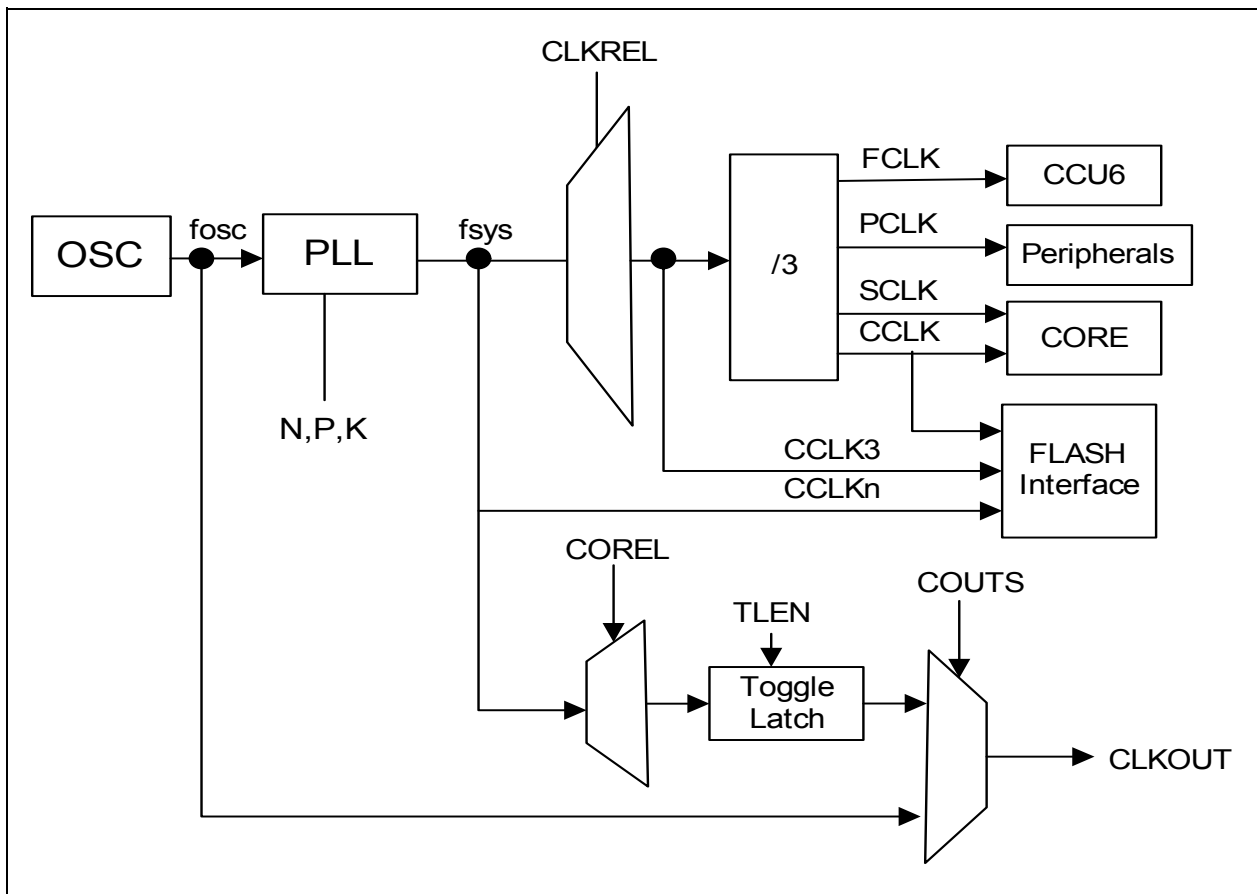 CLKREL
FCLK
CCU6
fosc
fsys
PCLK
OSC
PLL
/3
Peripherals
SCLK
CORE
CCLK
N,P,K
CCLK3
FLASH
Interface
CCLKn
COREL
COUTS
TLEN
Toggle
Latch
CLKOUT